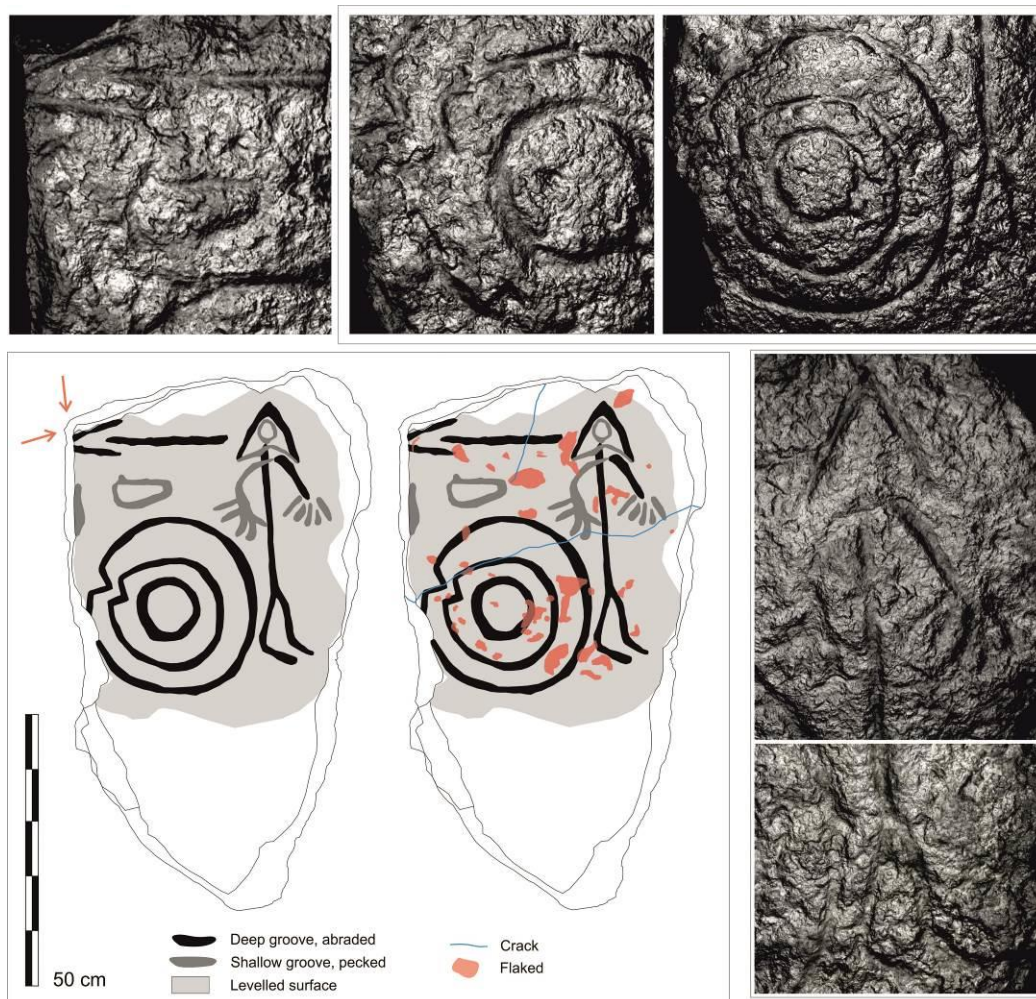 50 cm
Deep groove, abraded
Shallow groove, pecked
Levelled surface
Crack
Flaked